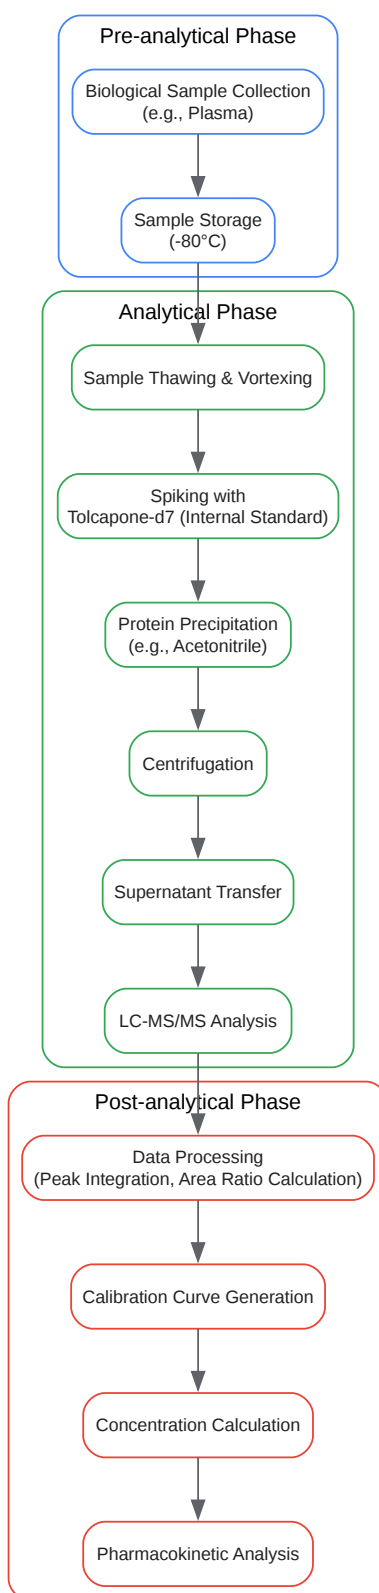 Pre-analytical Phase
Biological Sample Collection
(e.g., Plasma)
Sample Storage
(-80°C)
Analytical Phase
Sample Thawing & Vortexing
Spiking with
Tolcapone-d7 (Internal Standard)
Protein Precipitation
(e.g., Acetonitrile)
Centrifugation
Supernatant Transfer
LC-MS/MS Analysis
Post-analytical Phase
Data Processing
(Peak Integration, Area Ratio Calculation)
Calibration Curve Generation
Concentration Calculation
Pharmacokinetic Analysis